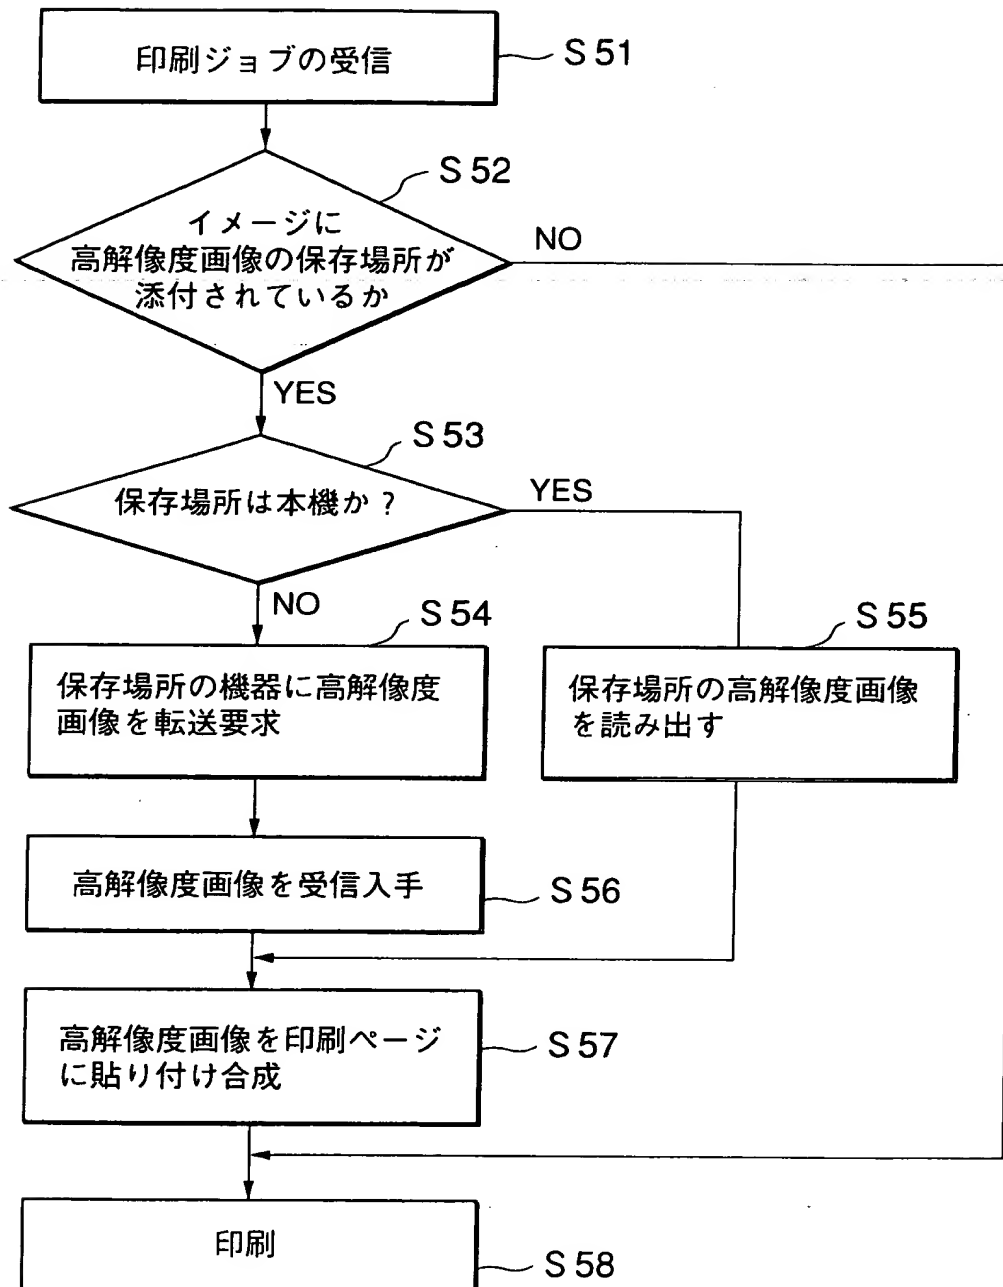 印刷ジョブの受信
S51
S52
イメージに
高解像度画像の保存場所が
添付されているか
NO
YES
S53
保存場所は本機か？
YES
NO
S54
保存場所の機器に高解像度
画像を転送要求
S55
保存場所の高解像度画像
を読み出す
高解像度画像を受信入手
S56
高解像度画像を印刷ページ
に貼り付け合成
S57
印刷
S58